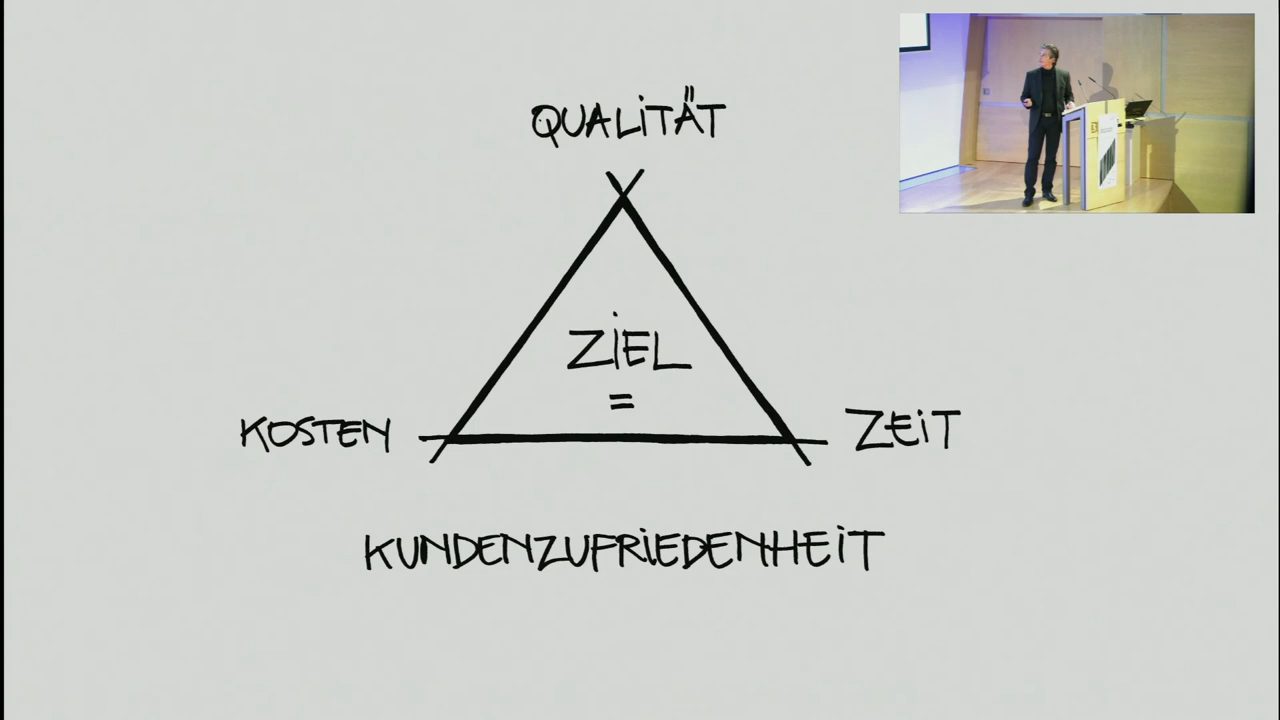 QUALITÄT
ZIEL
=
KOSTEN
ZEIT
KUNDENZUFRIEDENHEIT